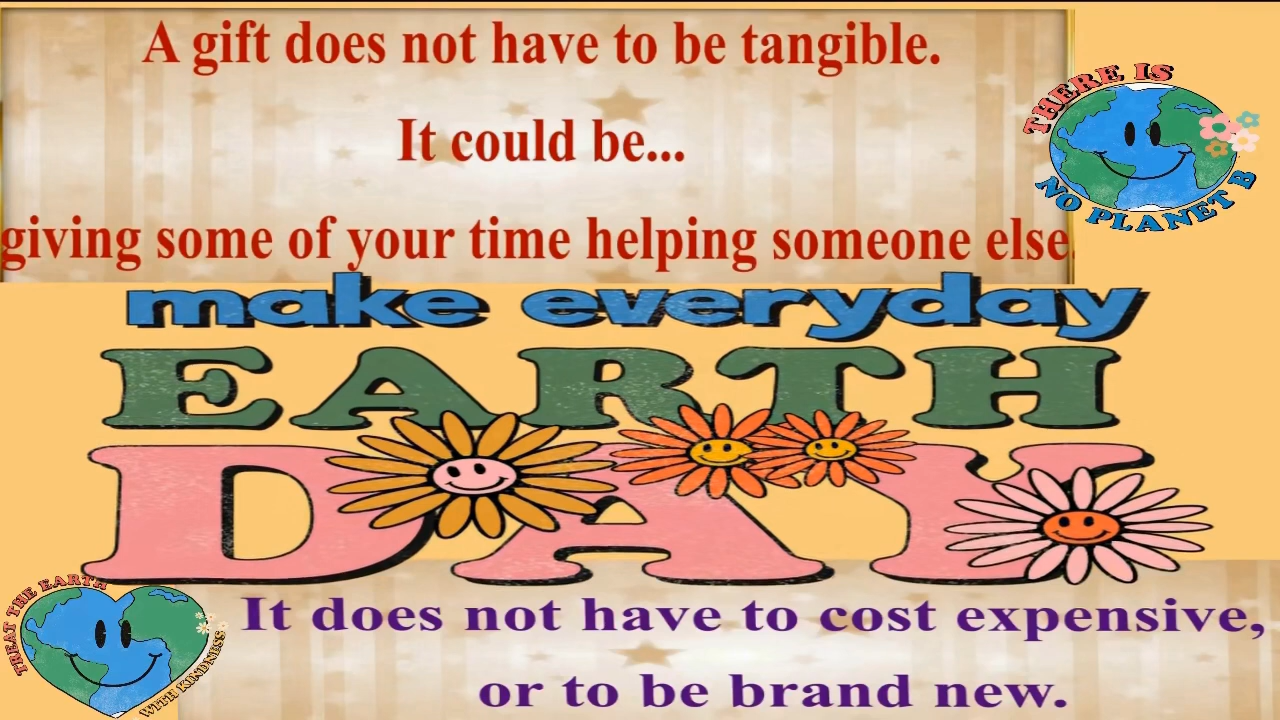 A gift does not have to be tangible.
THERE IS
It could be...
NO PLANET B
giving some of your time helping someone else.
make everyday
EARTH
DAY
TREAT THE EARTH
WITH KINDNESS
It does not have to cost expensive,
or to be brand new.